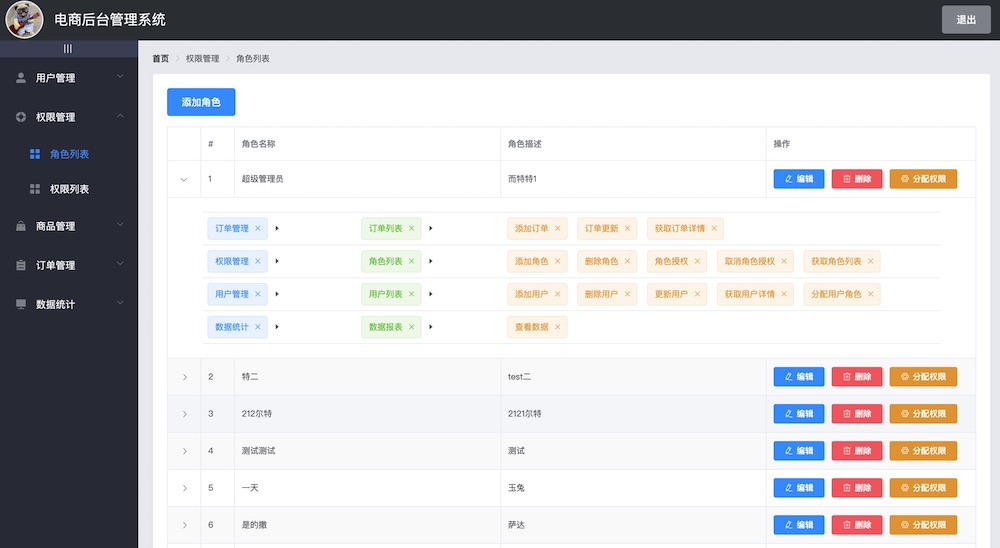 电商后台管理系统
退出
用户管理
权限管理
角色列表
权限列表
商品管理
订单管理
数据统计
首页 权限管理 角色列表
添加角色
# 角色名称 角色描述 操作
1 超级管理员 而特特1 编辑 删除 分配权限
订单管理 订单列表 添加订单 订单更新 获取订单详情
权限管理 角色列表 添加角色 删除角色 角色授权 取消角色授权 获取角色列表
用户管理 用户列表 添加用户 删除用户 更新用户 获取用户详情 分配用户角色
数据统计 数据报表 查看数据
2 特二 test二 编辑 删除 分配权限
3 212尔特 2121尔特 编辑 删除 分配权限
4 测试测试 测试 编辑 删除 分配权限
5 一天 玉兔 编辑 删除 分配权限
6 是的撒 萨达 编辑 删除 分配权限